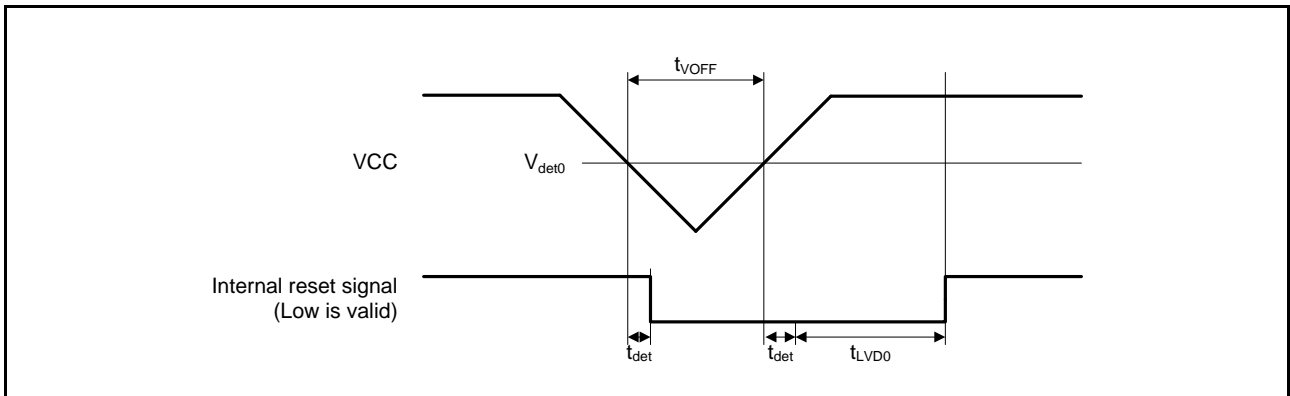 tVOFF
VCC
Vdet0
Internal reset signal
(Low is valid)
tdet
tdet
tLVD0